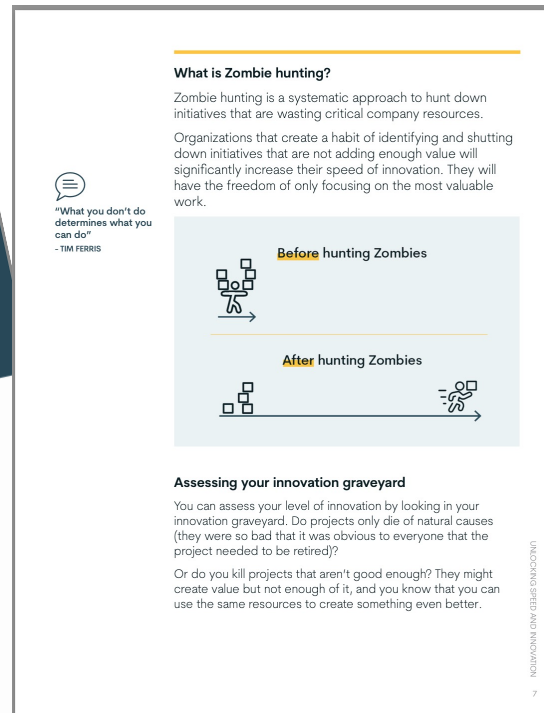 What is Zombie hunting?
Zombie hunting is a systematic approach to hunt down
initiatives that are wasting critical company resources.
Organizations that create a habit of identifying and shutting
down initiatives that are not adding enough value will
significantly increase their speed of innovation. They will
have the freedom of only focusing on the most valuable
work.
“What you don’t do
determines what you
can do”
- TIM FERRIS
Before hunting Zombies
After hunting Zombies
Assessing your innovation graveyard
You can assess your level of innovation by looking in your
innovation graveyard. Do projects only die of natural causes
(they were so bad that it was obvious to everyone that the
project needed to be retired)?
Or do you kill projects that aren’t good enough? They might
create value but not enough of it, and you know that you can
use the same resources to create something even better.
UNLOCKING SPEED AND INNOVATION
7